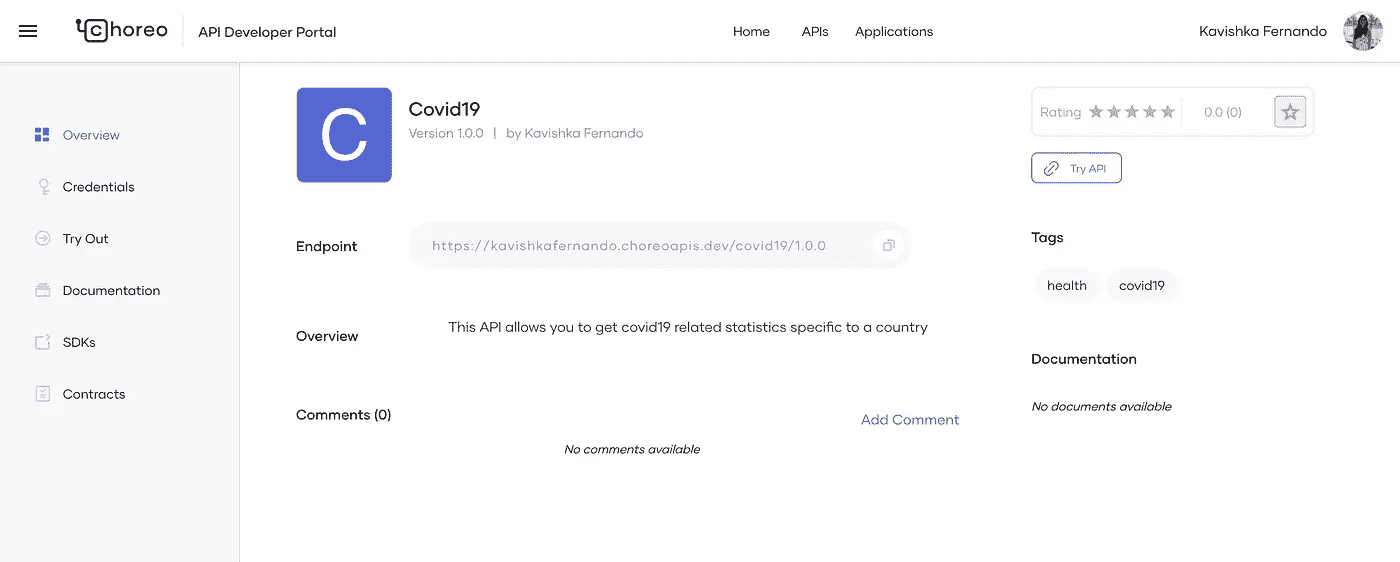 Choreo API Developer Portal Home APIs Applications Kavishka Fernando
Overview
Credentials
Try Out
Documentation
SDKs
Contracts
C
Covid19
Version 1.0.0 | by Kavishka Fernando
Endpoint https://kavishkafernando.choreoapis.dev/covid19/1.0.0
Overview This API allows you to get covid19 related statistics specific to a country
Comments (0) Add Comment
No comments available
Rating 0.0 (0)
Try API
Tags
health covid19
Documentation
No documents available